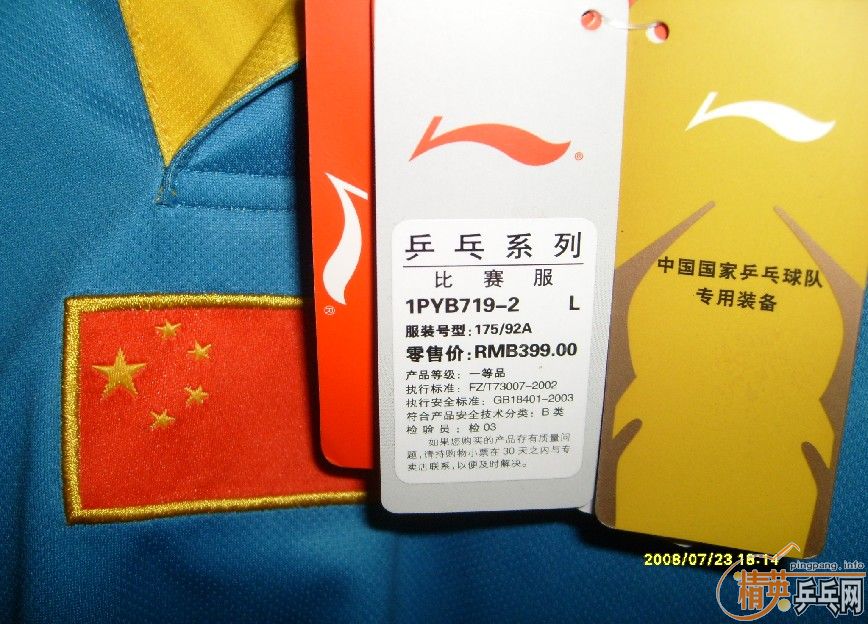 乒乓系列
比赛服
1PYB719-2 L
服装号型:175/92A
零售价:RMB399.00
产品等级: 一等品
执行标准: FZ/T73007-2002
执行安全标准: GB18401-2003
符合产品安全技术分类: B 类
检验员: 检 03
如果您购买的产品存有质量问
题,请持购物小票在 30 天之内与专
卖店联系,以便及时解决。
中国国家乒乓球队
专用装备
2008/07/23 18:14
pingpang.info
精英乒乓网